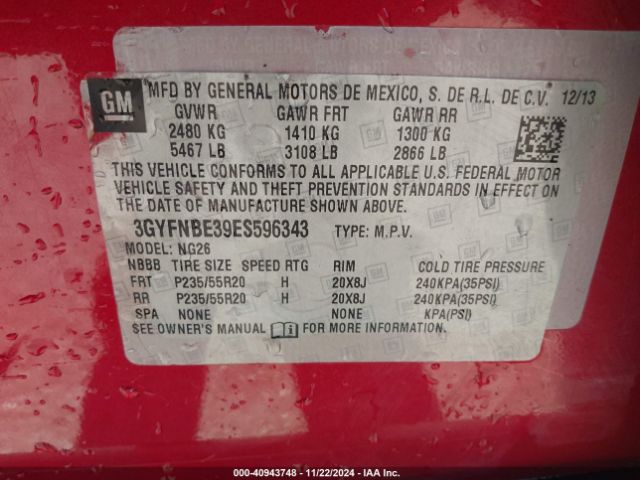 GM
MFD BY GENERAL MOTORS DE MEXICO, S. DE R.L. DE C.V. 12/13
GVWR GAWR FRT GAWR RR
2480 KG 1410 KG 1300 KG
5467 LB 3108 LB 2866 LB
THIS VEHICLE CONFORMS TO ALL APPLICABLE U.S. FEDERAL MOTOR
VEHICLE SAFETY AND THEFT PREVENTION STANDARDS IN EFFECT ON
THE DATE OF MANUFACTURE SHOWN ABOVE.
3GYFNBE39ES596343 TYPE: M.P.V.
MODEL: NG26
NBBB TIRE SIZE SPEED RTG RIM COLD TIRE PRESSURE
FRT P235/55R20 H 20X8J 240KPA(35PSI)
RR P235/55R20 H 20X8J 240KPA(35PSI)
SPA NONE NONE KPA(PSI)
SEE OWNER'S MANUAL FOR MORE INFORMATION.
000-40943748 - 11/22/2024 - IAA Inc.